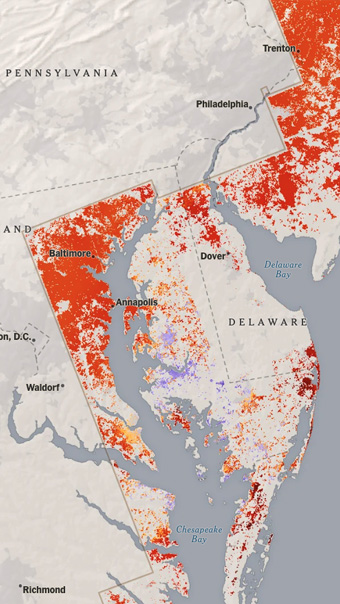 Trenton
PENNSYLVANIA
Philadelphia
AND
Baltimore
Dover
Delaware
Bay
Annapolis
DELAWARE
on, D.C.
Waldorf
Chesapeake
Bay
Richmond